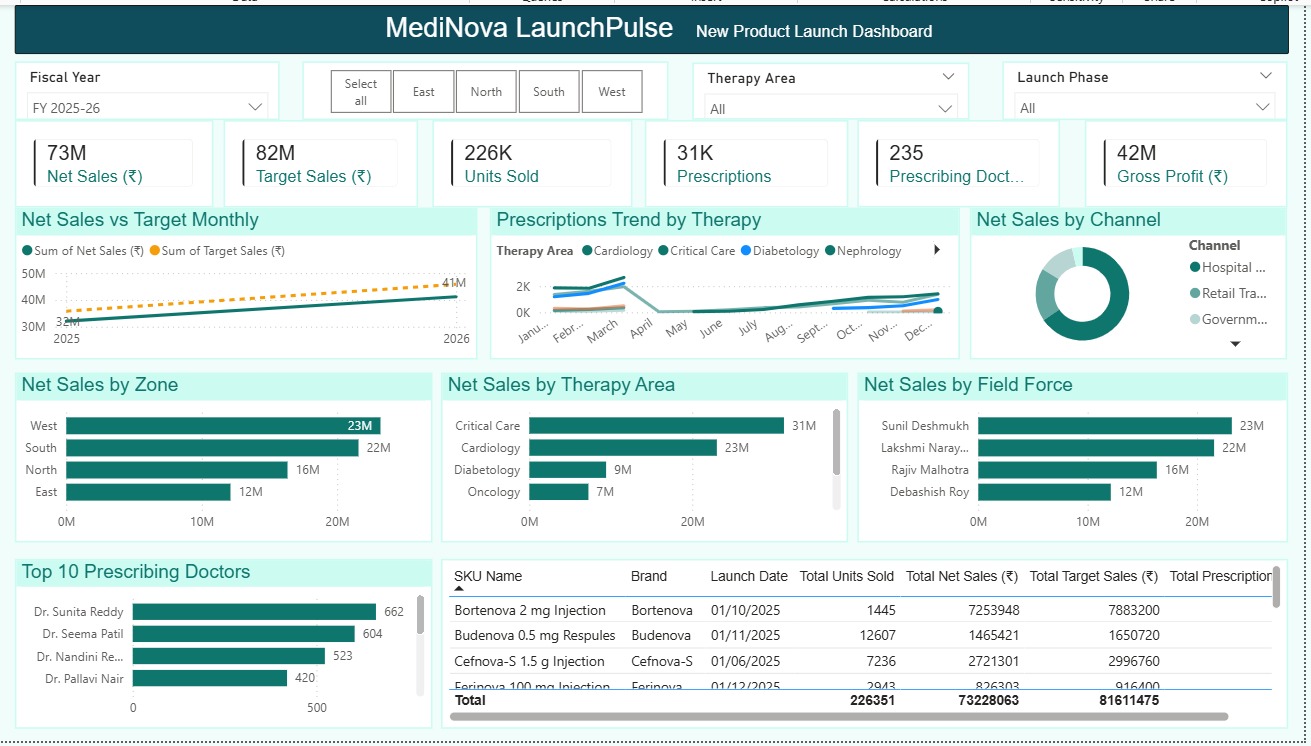 MediNova LaunchPulse New Product Launch Dashboard
Fiscal Year
FY 2025-26
Select all
East
North
South
West
Therapy Area
All
Launch Phase
All
73M
Net Sales (₹)
82M
Target Sales (₹)
226K
Units Sold
31K
Prescriptions
235
Prescribing Doct...
42M
Gross Profit (₹)
Net Sales vs Target Monthly
Sum of Net Sales (₹) Sum of Target Sales (₹)
50M
40M
30M
32M
41M
2025 2026
Prescriptions Trend by Therapy
Therapy Area Cardiology Critical Care Diabetology Nephrology
2K
0K
Janu... Febr... March April May June July Aug... Sept... Oct... Nov... Dec...
Net Sales by Channel
Channel
Hospital ...
Retail Tra...
Governm...
Net Sales by Zone
West 23M
South 22M
North 16M
East 12M
0M 10M 20M
Net Sales by Therapy Area
Critical Care 31M
Cardiology 23M
Diabetology 9M
Oncology 7M
0M 20M
Net Sales by Field Force
Sunil Deshmukh 23M
Lakshmi Naray... 22M
Rajiv Malhotra 16M
Debashish Roy 12M
0M 10M 20M
Top 10 Prescribing Doctors
Dr. Sunita Reddy 662
Dr. Seema Patil 604
Dr. Nandini Re... 523
Dr. Pallavi Nair 420
0 500
SKU Name Brand Launch Date Total Units Sold Total Net Sales (₹) Total Target Sales (₹) Total Prescription
Bortenova 2 mg Injection Bortenova 01/10/2025 1445 7253948 7883200
Budenova 0.5 mg Respules Budenova 01/11/2025 12607 1465421 1650720
Cefnova-S 1.5 g Injection Cefnova-S 01/06/2025 7236 2721301 2996760
Ferinova 100 mg Injection Ferinova 01/12/2025 2943 826303 916400
Total 226351 73228063 81611475